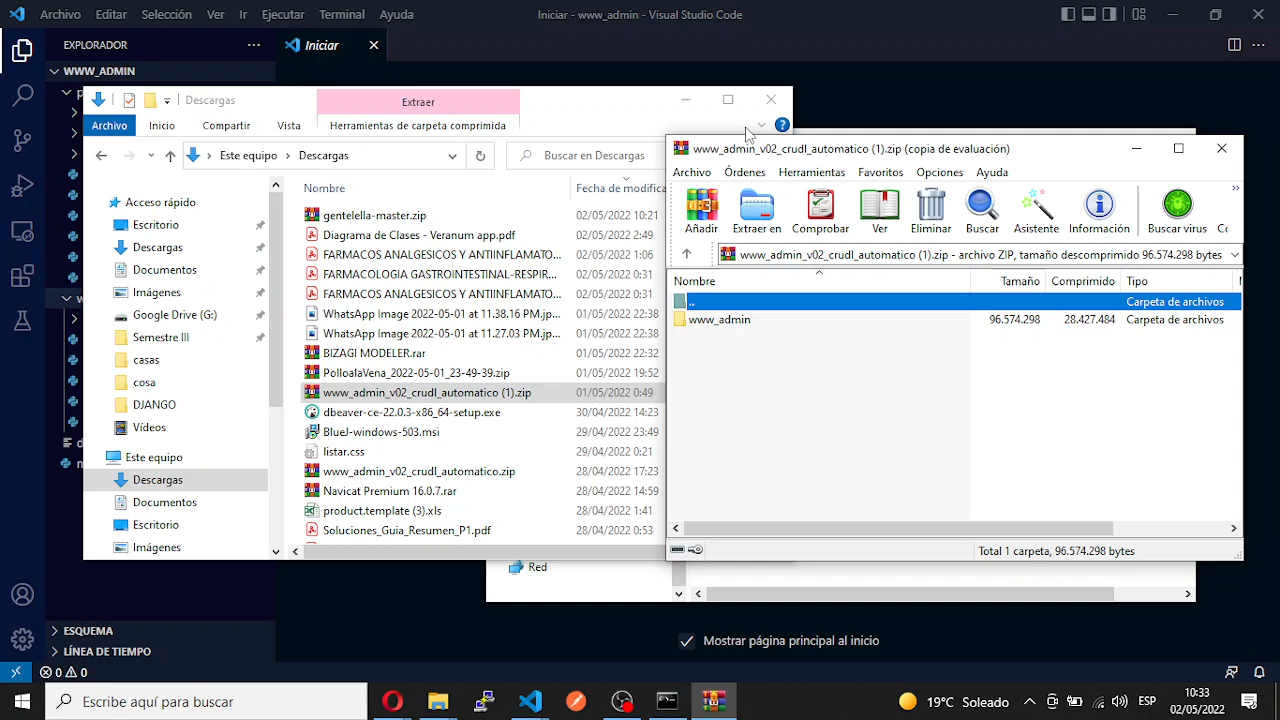 Archivo Editar Selección Ver Ir Ejecutar Terminal Ayuda
Iniciar - www_admin - Visual Studio Code
EXPLORADOR
Iniciar
WWW_ADMIN
Descargas
Extraer
Archivo Inicio Compartir Vista Herramientas de carpeta comprimida
Este equipo Descargas
Buscar en Descargas
Acceso rápido
Escritorio
Descargas
Documentos
Imágenes
Google Drive (G:)
Semestre III
casas
cosa
DJANGO
Vídeos
Este equipo
Descargas
Documentos
Escritorio
Imágenes
Nombre Fecha de modifica
gentelella-master.zip 02/05/2022 10:21
Diagrama de Clases - Veranum app.pdf 02/05/2022 2:49
FARMACOS ANALGESICOS Y ANTIINFLAMATO... 02/05/2022 1:06
FARMACOLOGIA GASTROINTESTINAL-RESPIR... 02/05/2022 0:31
FARMACOS ANALGESICOS Y ANTIINFLAMATO... 02/05/2022 0:31
WhatsApp Image 2022-05-01 at 11.38.16 PM.jp... 01/05/2022 22:38
WhatsApp Image 2022-05-01 at 11.27.03 PM.jp... 01/05/2022 22:38
BIZAGI MODELER.rar 01/05/2022 22:32
PolloalaVena_2022-05-01_23-49-39.zip 01/05/2022 19:52
www_admin_v02_crudl_automatico (1).zip 01/05/2022 0:49
dbeaver-ce-22.0.3-x86_64-setup.exe 30/04/2022 14:23
BlueJ-windows-503.msi 29/04/2022 23:49
listar.css 29/04/2022 0:21
www_admin_v02_crudl_automatico.zip 28/04/2022 17:23
Navicat Premium 16.0.7.rar 28/04/2022 14:59
product.template (3).xls 28/04/2022 1:41
Soluciones_Guia_Resumen_P1.pdf 28/04/2022 0:53
www_admin_v02_crudl_automatico (1).zip (copia de evaluación)
Archivo Órdenes Herramientas Favoritos Opciones Ayuda
Añadir Extraer en Comprobar Ver Eliminar Buscar Asistente Información Buscar virus
www_admin_v02_crudl_automatico (1).zip - archivo ZIP, tamaño descomprimido 96.574.298 bytes
Nombre Tamaño Comprimido Tipo
.. Carpeta de archivos
www_admin 96.574.298 28.427.484 Carpeta de archivos
Total 1 carpeta, 96.574.298 bytes
Red
Mostrar página principal al inicio
ESQUEMA
LÍNEA DE TIEMPO
0 0
Escribe aquí para buscar
19°C Soleado
ESP
10:33
02/05/2022